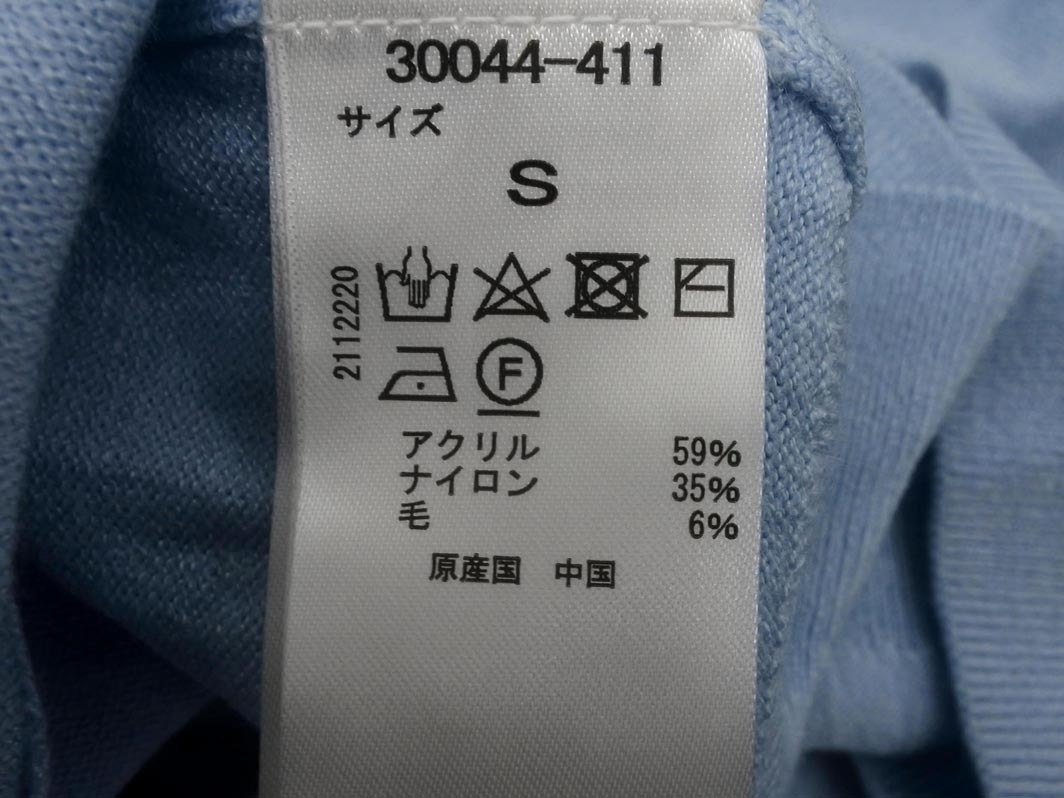 30044-411
サイズ
S
2112220
F
アクリル 59%
ナイロン 35%
毛 6%
原産国 中国